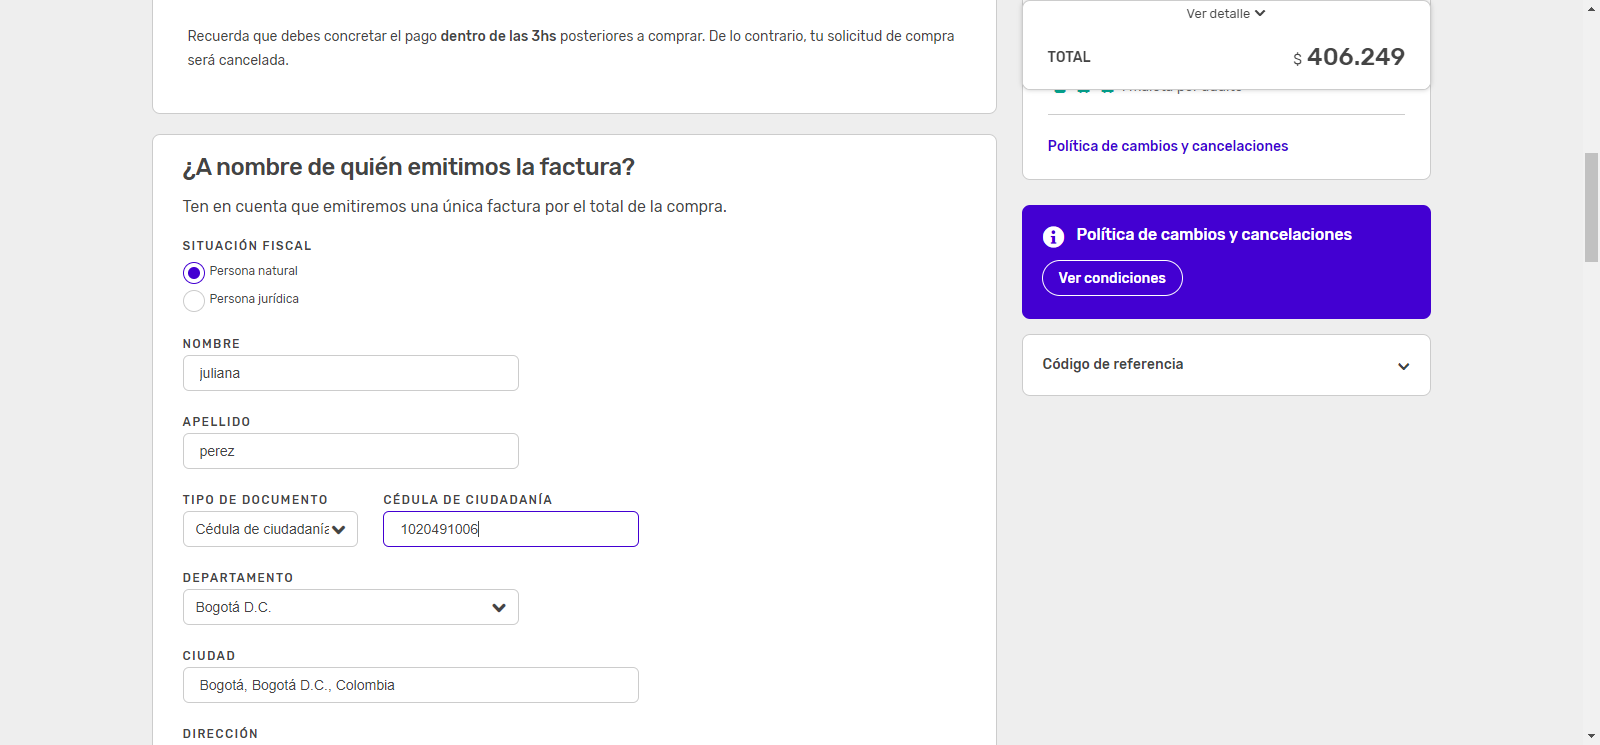 Recuerda que debes concretar el pago dentro de las 3hs posteriores a comprar. De lo contrario, tu solicitud de compra
será cancelada.
¿A nombre de quién emitimos la factura?
Ten en cuenta que emitiremos una única factura por el total de la compra.
SITUACIÓN FISCAL
Persona natural
Persona jurídica
NOMBRE
juliana
APELLIDO
perez
TIPO DE DOCUMENTO
Cédula de ciudadanía
CÉDULA DE CIUDADANÍA
1020491006
DEPARTAMENTO
Bogotá D.C.
CIUDAD
Bogotá, Bogotá D.C., Colombia
DIRECCIÓN
Ver detalle
TOTAL
$ 406.249
Política de cambios y cancelaciones
Política de cambios y cancelaciones
Ver condiciones
Código de referencia